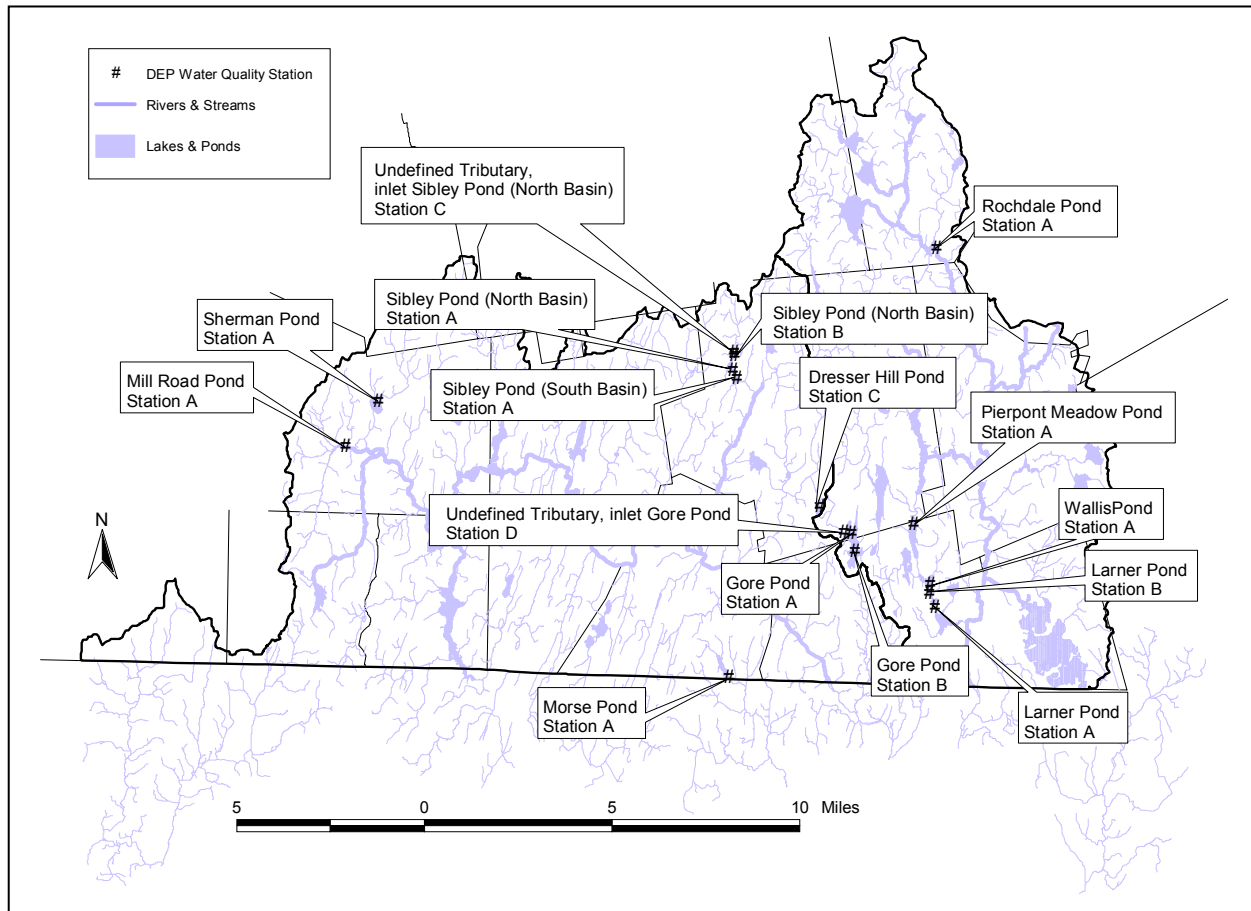 # DEP Water Quality Station
Rivers & Streams
Lakes & Ponds
Undefined Tributary,
inlet Sibley Pond (North Basin)
Station C
Rochdale Pond
Station A
Sibley Pond (North Basin)
Station A
Sibley Pond (North Basin)
Station B
Sherman Pond
Station A
Mill Road Pond
Station A
Sibley Pond (South Basin)
Station A
Dresser Hill Pond
Station C
Pierpont Meadow Pond
Station A
Undefined Tributary, inlet Gore Pond
Station D
WallisPond
Station A
N
Gore Pond
Station A
Larner Pond
Station B
Gore Pond
Station B
Morse Pond
Station A
Larner Pond
Station A
5 0 5 10 Miles